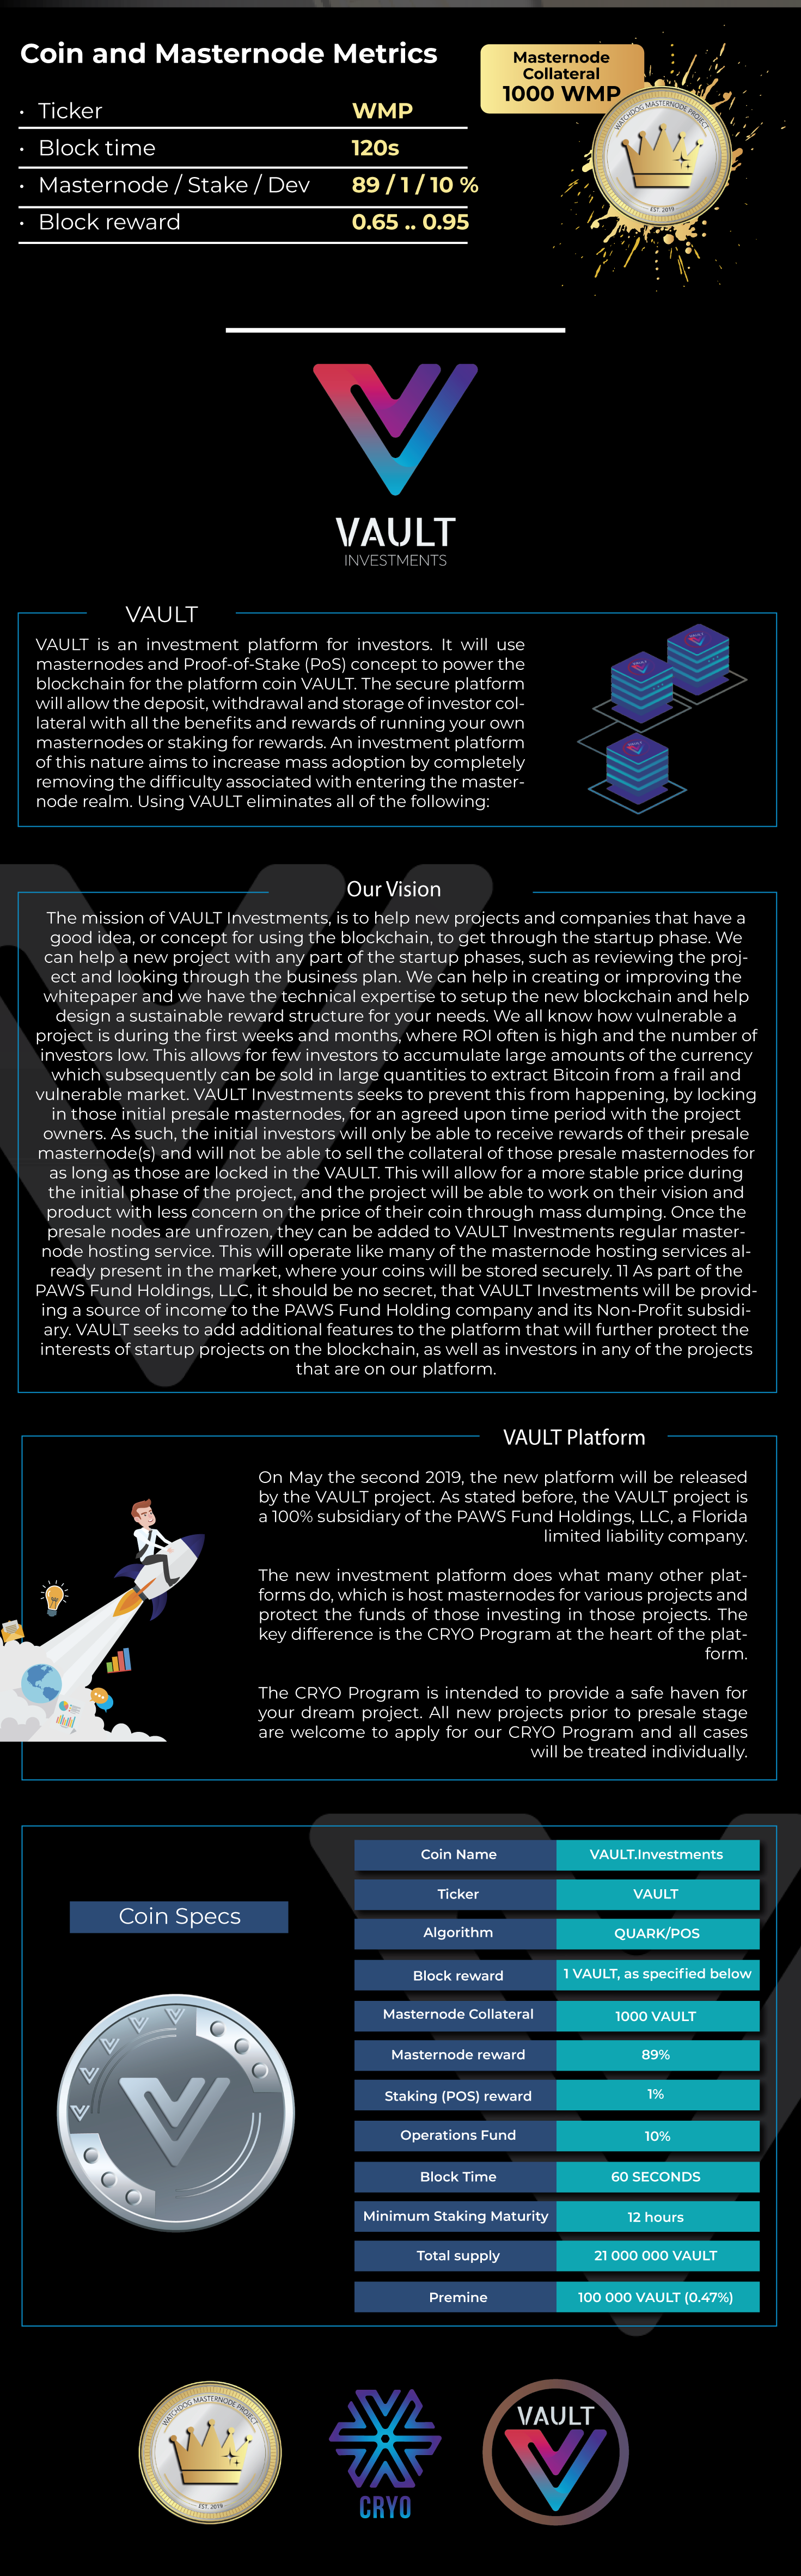 Coin and Masternode Metrics
Masternode
Collateral
1000 WMP
• Ticker WMP
• Block time 120s
• Masternode / Stake / Dev 89 / 1 / 10 %
• Block reward 0.65 .. 0.95
WATCHDOG MASTERNODE PROJECT
EST. 2019
VAULT
INVESTMENTS
VAULT
VAULT is an investment platform for investors. It will use
masternodes and Proof-of-Stake (PoS) concept to power the
blockchain for the platform coin VAULT. The secure platform
will allow the deposit, withdrawal and storage of investor col-
lateral with all the benefits and rewards of running your own
masternodes or staking for rewards. An investment platform
of this nature aims to increase mass adoption by completely
removing the difficulty associated with entering the master-
node realm. Using VAULT eliminates all of the following:
Our Vision
The mission of VAULT Investments, is to help new projects and companies that have a
good idea, or concept for using the blockchain, to get through the startup phase. We
can help a new project with any part of the startup phases, such as reviewing the proj-
ect and looking through the business plan. We can help in creating or improving the
whitepaper and we have the technical expertise to setup the new blockchain and help
design a sustainable reward structure for your needs. We all know how vulnerable a
project is during the first weeks and months, where ROI often is high and the number of
investors low. This allows for few investors to accumulate large amounts of the currency
which subsequently can be sold in large quantities to extract Bitcoin from a frail and
vulnerable market. VAULT Investments seeks to prevent this from happening, by locking
in those initial presale masternodes, for an agreed upon time period with the project
owners. As such, the initial investors will only be able to receive rewards of their presale
masternode(s) and will not be able to sell the collateral of those presale masternodes for
as long as those are locked in the VAULT. This will allow for a more stable price during
the initial phase of the project, and the project will be able to work on their vision and
product with less concern on the price of their coin through mass dumping. Once the
presale nodes are unfrozen, they can be added to VAULT Investments regular master-
node hosting service. This will operate like many of the masternode hosting services al-
ready present in the market, where your coins will be stored securely. 11 As part of the
PAWS Fund Holdings, LLC, it should be no secret, that VAULT Investments will be provid-
ing a source of income to the PAWS Fund Holding company and its Non-Profit subsidi-
ary. VAULT seeks to add additional features to the platform that will further protect the
interests of startup projects on the blockchain, as well as investors in any of the projects
that are on our platform.
VAULT Platform
On May the second 2019, the new platform will be released
by the VAULT project. As stated before, the VAULT project is
a 100% subsidiary of the PAWS Fund Holdings, LLC, a Florida
limited liability company.
The new investment platform does what many other plat-
forms do, which is host masternodes for various projects and
protect the funds of those investing in those projects. The
key difference is the CRYO Program at the heart of the plat-
form.
The CRYO Program is intended to provide a safe haven for
your dream project. All new projects prior to presale stage
are welcome to apply for our CRYO Program and all cases
will be treated individually.
Coin Specs
Coin Name VAULT.Investments
Ticker VAULT
Algorithm QUARK/POS
Block reward 1 VAULT, as specified below
Masternode Collateral 1000 VAULT
Masternode reward 89%
Staking (POS) reward 1%
Operations Fund 10%
Block Time 60 SECONDS
Minimum Staking Maturity 12 hours
Total supply 21 000 000 VAULT
Premine 100 000 VAULT (0.47%)
WATCHDOG MASTERNODE PROJECT
EST. 2019
CRYO
VAULT